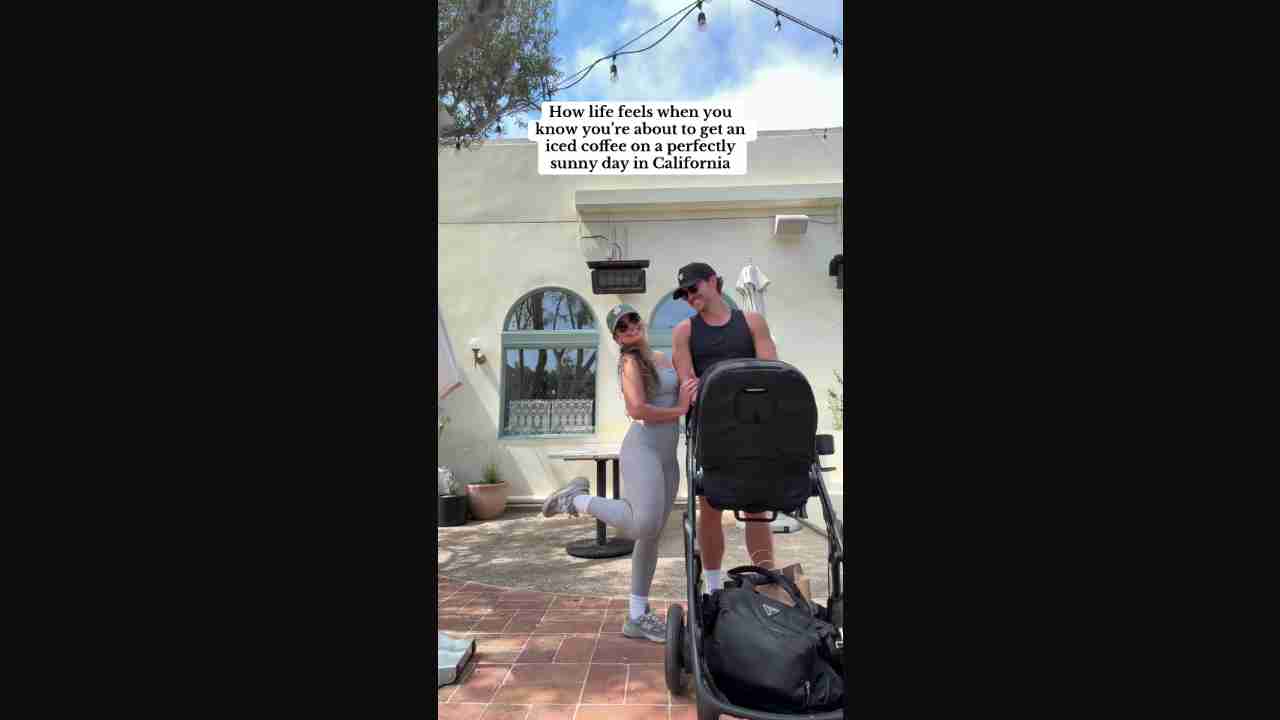 How life feels when you
know you're about to get an
iced coffee on a perfectly
sunny day in California